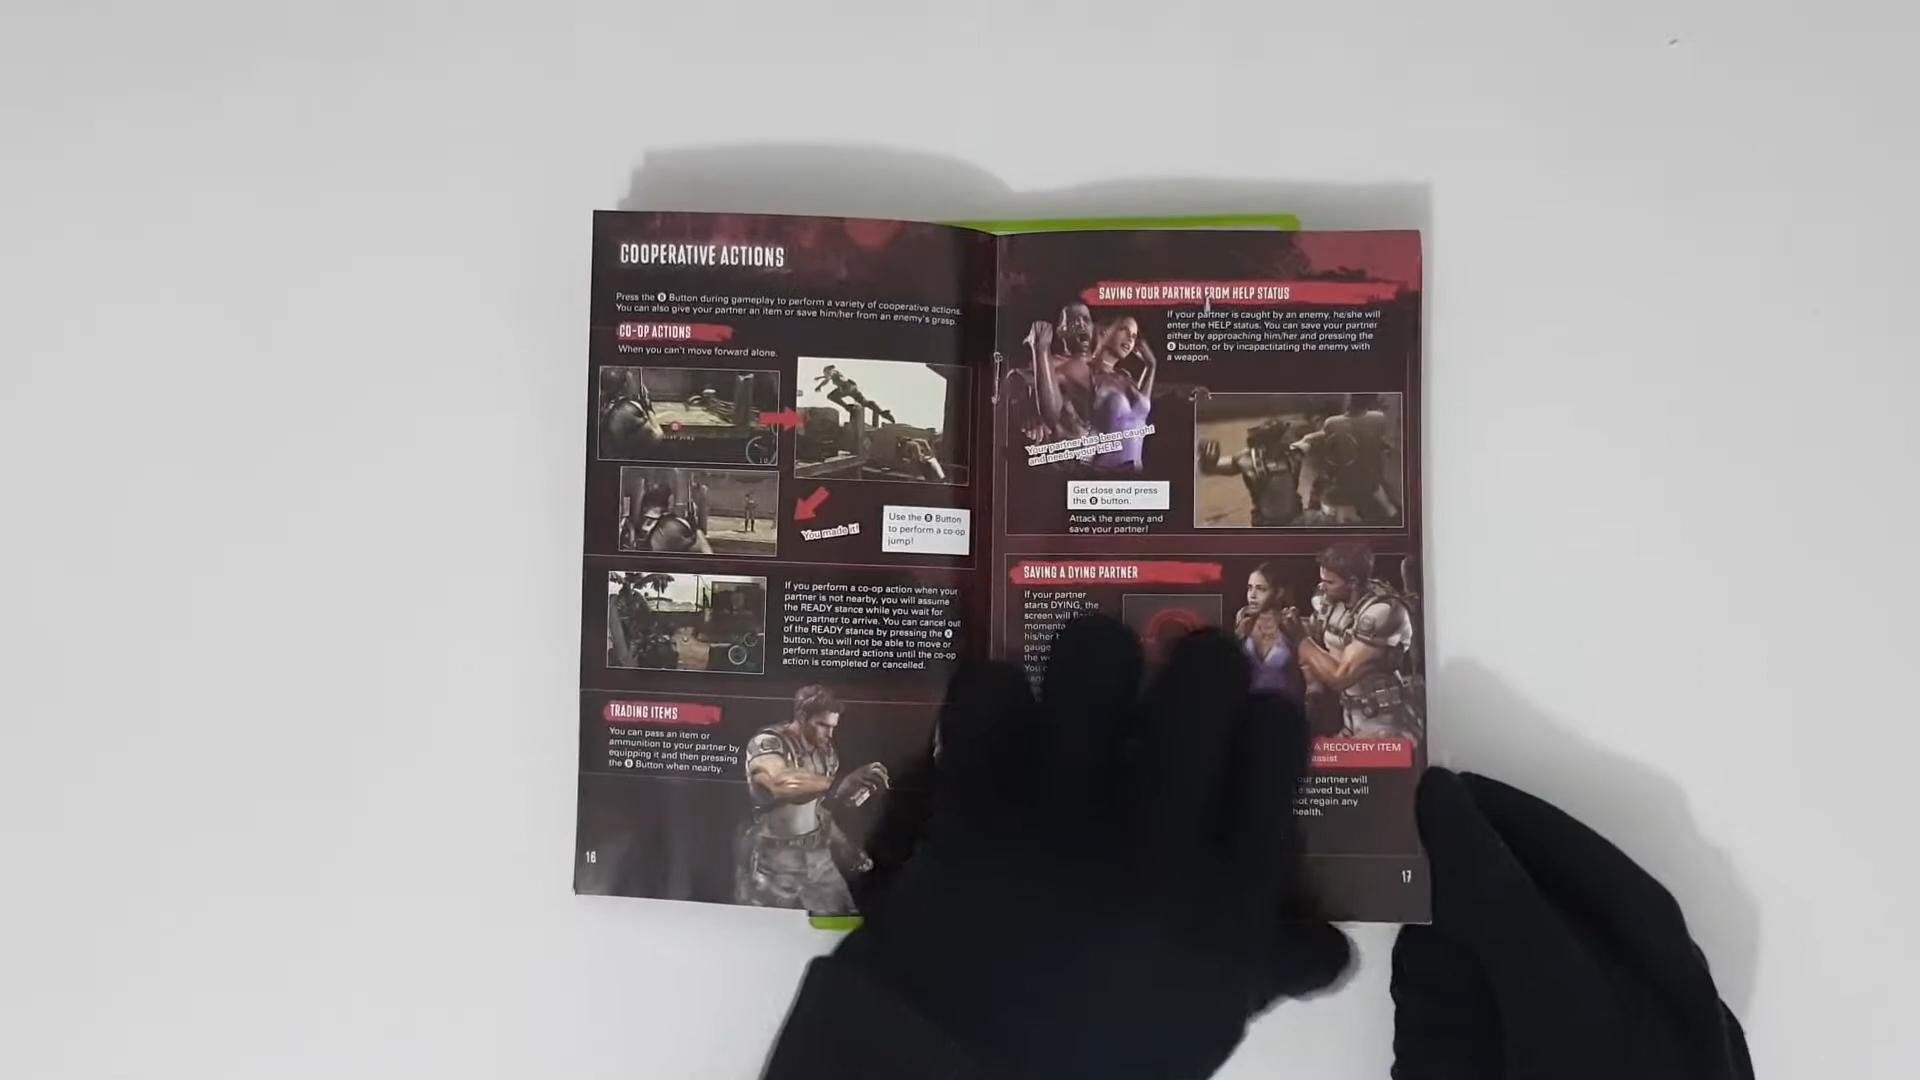 COOPERATIVE ACTIONS
Press the B Button during gameplay to perform a variety of cooperative actions.
You can also give your partner an item or save him/her from an enemy's grasp.
CO-OP ACTIONS
When you can't move forward alone.
You made it!
Use the B Button
to perform a co-op
jump!
If you perform a co-op action when your
partner is not nearby, you will assume
the READY stance while you wait for
your partner to arrive. You can cancel out
of the READY stance by pressing the X
button. You will not be able to move or
perform standard actions until the co-op
action is completed or cancelled.
TRADING ITEMS
You can pass an item or
ammunition to your partner by
equipping it and then pressing
the B Button when nearby.
16
SAVING YOUR PARTNER FROM HELP STATUS
If your partner is caught by an enemy, he/she will
enter the HELP status. You can save your partner
either by approaching him/her and pressing the
B button, or by incapactitating the enemy with
a weapon.
Your partner has been caught
and needs your HELP.
Get close and press
the B button.
Attack the enemy and
save your partner!
SAVING A DYING PARTNER
If your partner
starts DYING, the
screen will
his/her
gauge
the
A RECOVERY ITEM
assist
our partner will
saved but will
not regain any
health.
17